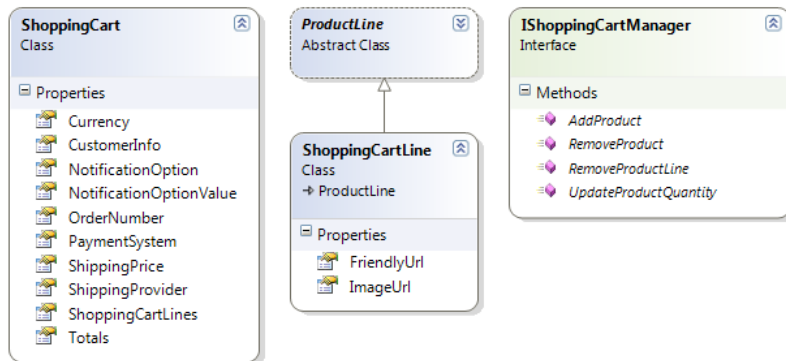 ShoppingCart
Class
Properties
Currency
CustomerInfo
NotificationOption
NotificationOptionValue
OrderNumber
PaymentSystem
ShippingPrice
ShippingProvider
ShoppingCartLines
Totals
ProductLine
Abstract Class
ShoppingCartLine
Class
ProductLine
Properties
FriendlyUrl
ImageUrl
IShoppingCartManager
Interface
Methods
AddProduct
RemoveProduct
RemoveProductLine
UpdateProductQuantity